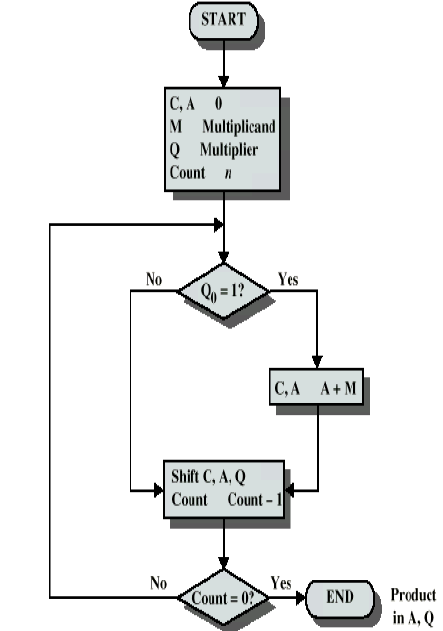 START
C, A 0
M Multiplicand
Q Multiplier
Count n
No
Q0 = 1?
Yes
C, A A + M
Shift C, A, Q
Count Count – 1
No
Count = 0?
Yes
END
Product
in A, Q